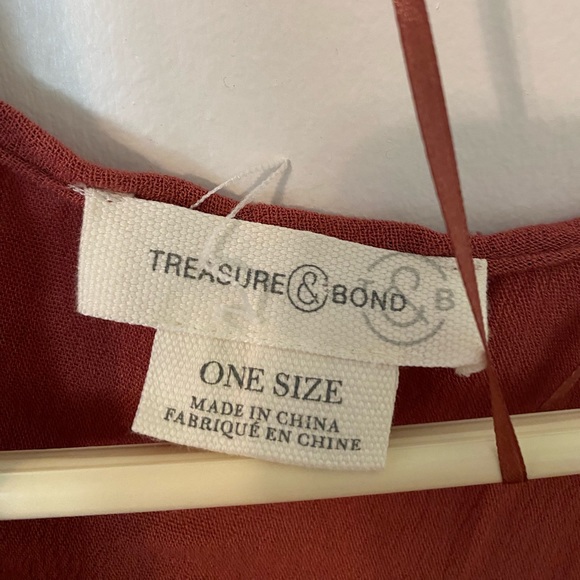 TREASURE & BOND & B
ONE SIZE
MADE IN CHINA
FABRIQUÉ EN CHINE